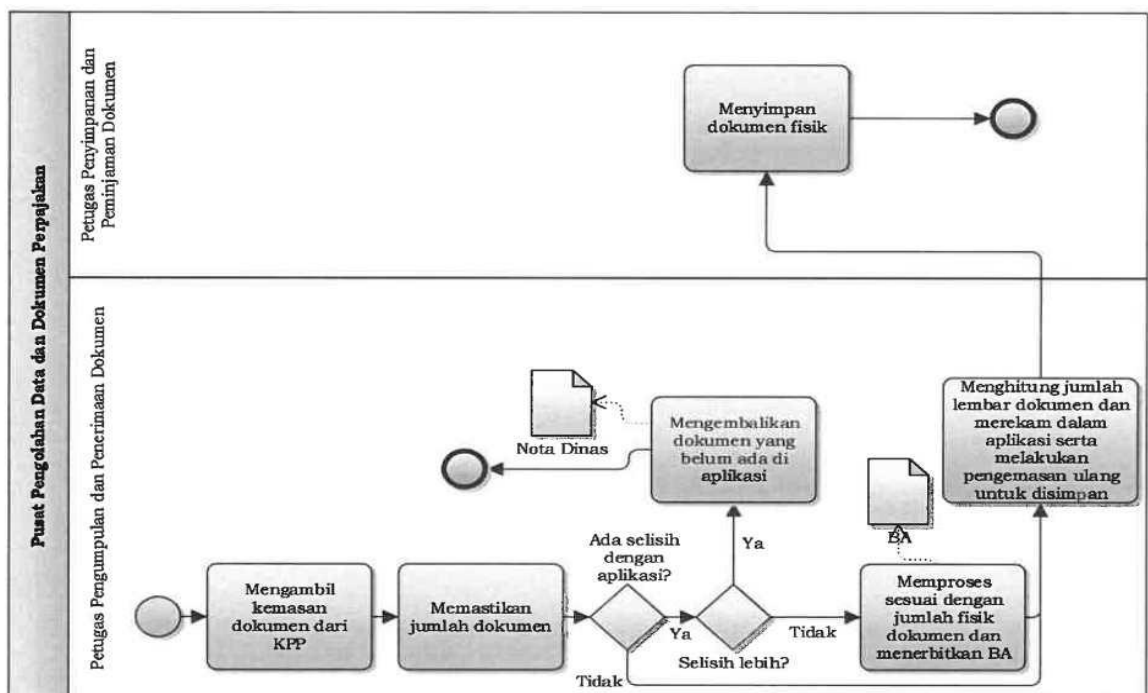 Pusat Pengolahan Data dan Dokumen Perpajakan
Petugas Penyimpanan dan
Peminjaman Dokumen
Menyimpan
dokumen fisik
Petugas Pengumpulan dan Penerimaan Dokumen
Nota Dinas
Mengembalikan
dokumen yang
belum ada di
aplikasi
Menghitung jumlah
lembar dokumen dan
merekam dalam
aplikasi serta
melakukan
pengemasan ulang
untuk disimpan
BA
Mengambil
kemasan
dokumen dari
KPP
Memastikan
jumlah dokumen
Ada selisih
dengan
aplikasi?
Ya
Tidak
Selisih lebih?
Ya
Tidak
Memproses
sesuai dengan
jumlah fisik
dokumen dan
menerbitkan BA